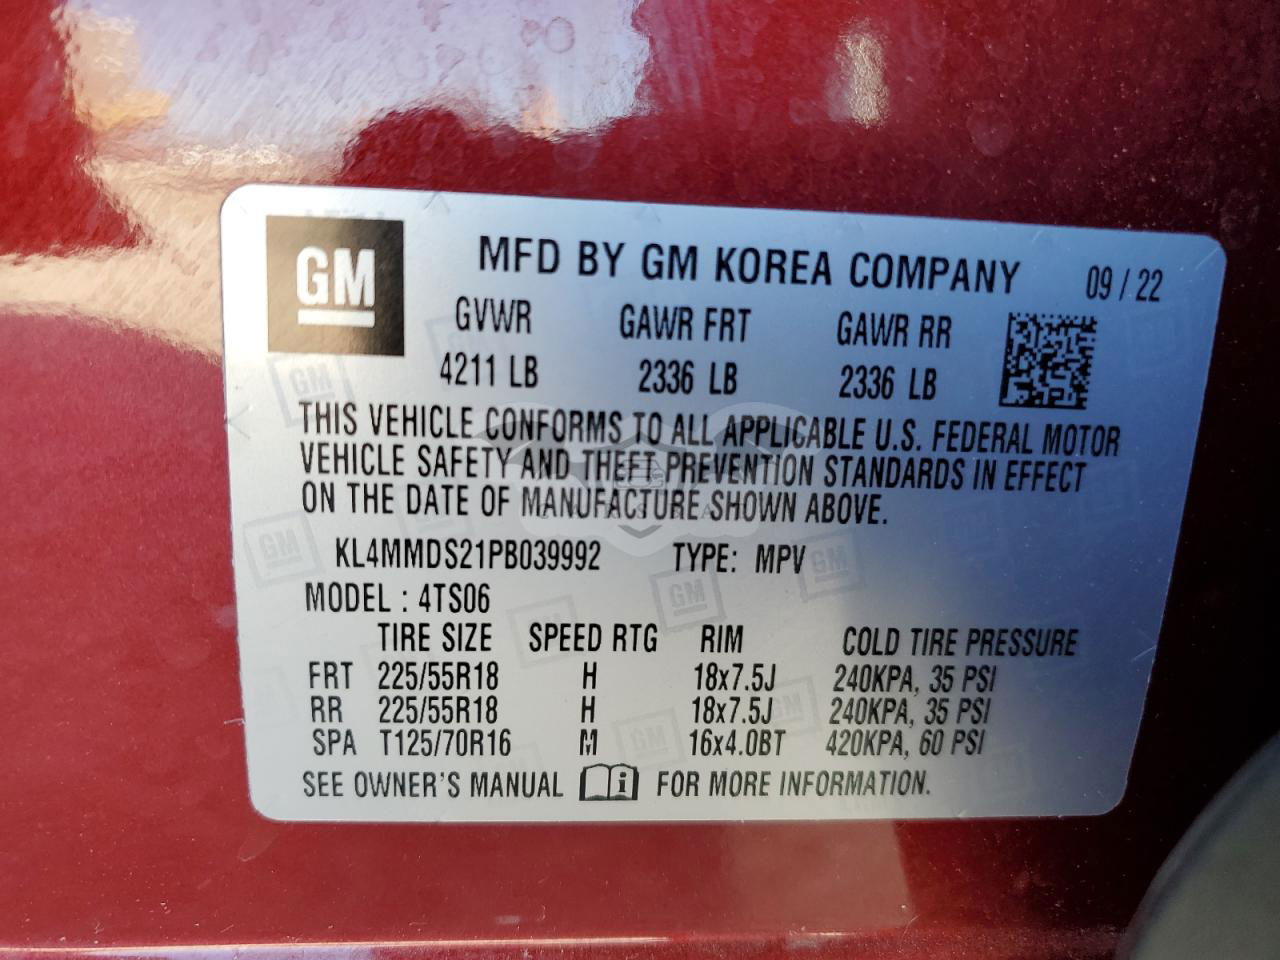 GM
MFD BY GM KOREA COMPANY 09 / 22
GVWR GAWR FRT GAWR RR
4211 LB 2336 LB 2336 LB
THIS VEHICLE CONFORMS TO ALL APPLICABLE U.S. FEDERAL MOTOR
VEHICLE SAFETY AND THEFT PREVENTION STANDARDS IN EFFECT
ON THE DATE OF MANUFACTURE SHOWN ABOVE.
KL4MMDS21PB039992 TYPE: MPV
MODEL : 4TS06
TIRE SIZE SPEED RTG RIM COLD TIRE PRESSURE
FRT 225/55R18 H 18x7.5J 240KPA, 35 PSI
RR 225/55R18 H 18x7.5J 240KPA, 35 PSI
SPA T125/70R16 M 16x4.0BT 420KPA, 60 PSI
SEE OWNER'S MANUAL i FOR MORE INFORMATION.